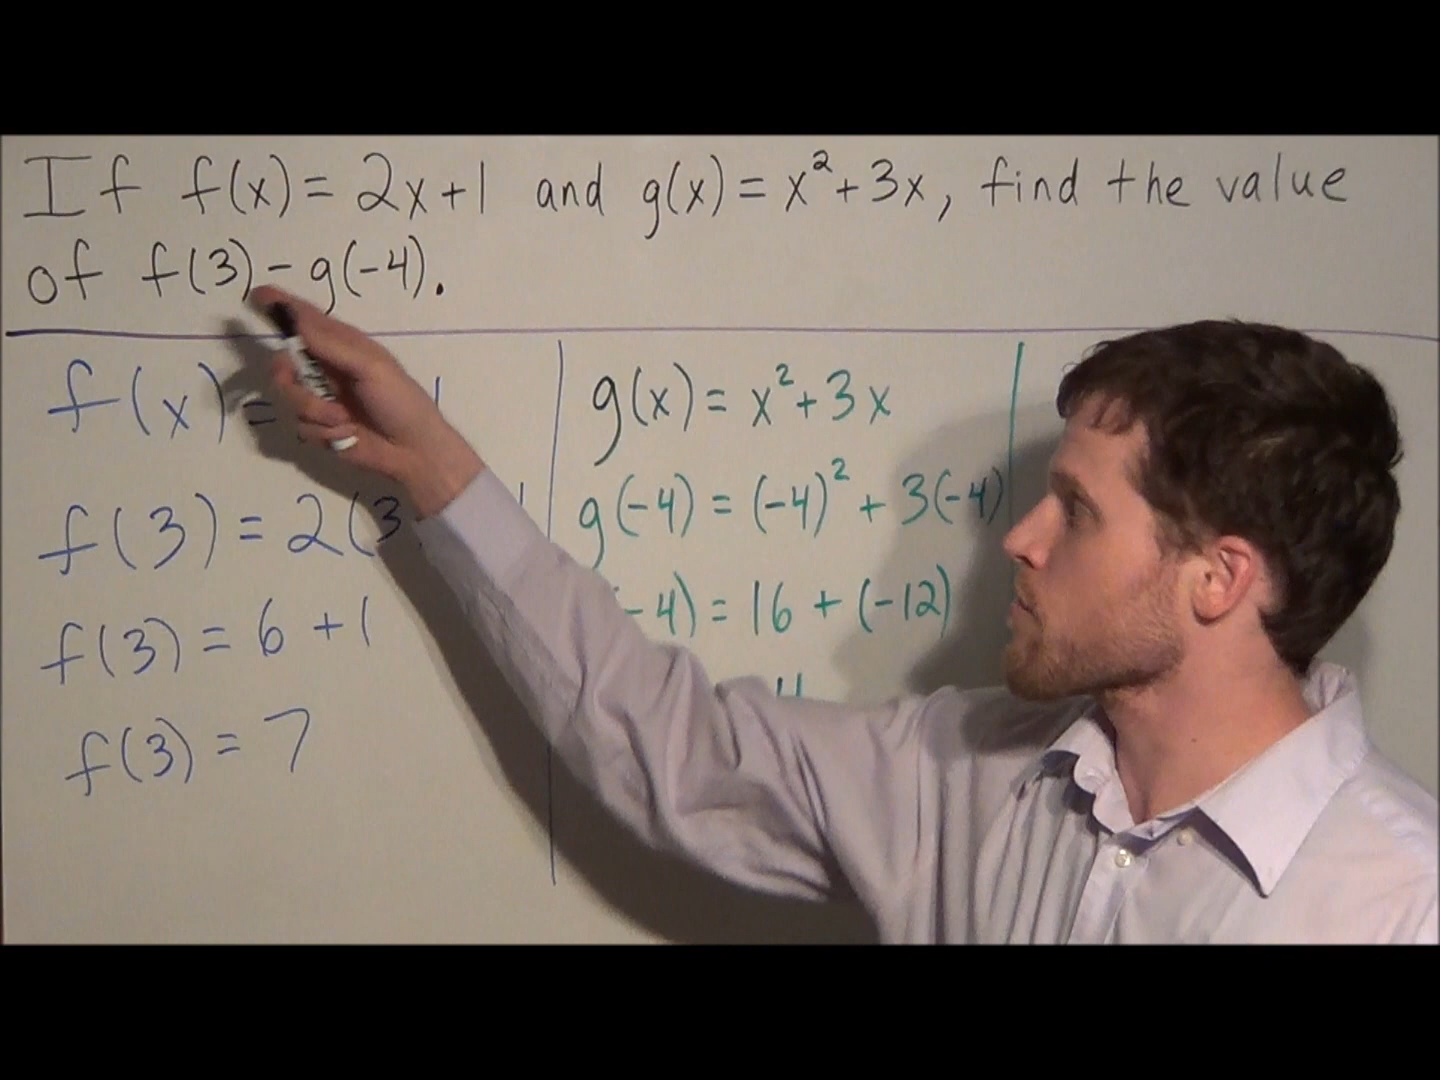 If f(x) = 2x+1 and g(x) = x²+3x, find the value
of f(3) - g(-4).
f(x) =
f(3) = 2(3
f(3) = 6 + 1
f(3) = 7
g(x) = x²+3x
g(-4) = (-4)² + 3(-4)
-4) = 16 + (-12)
4